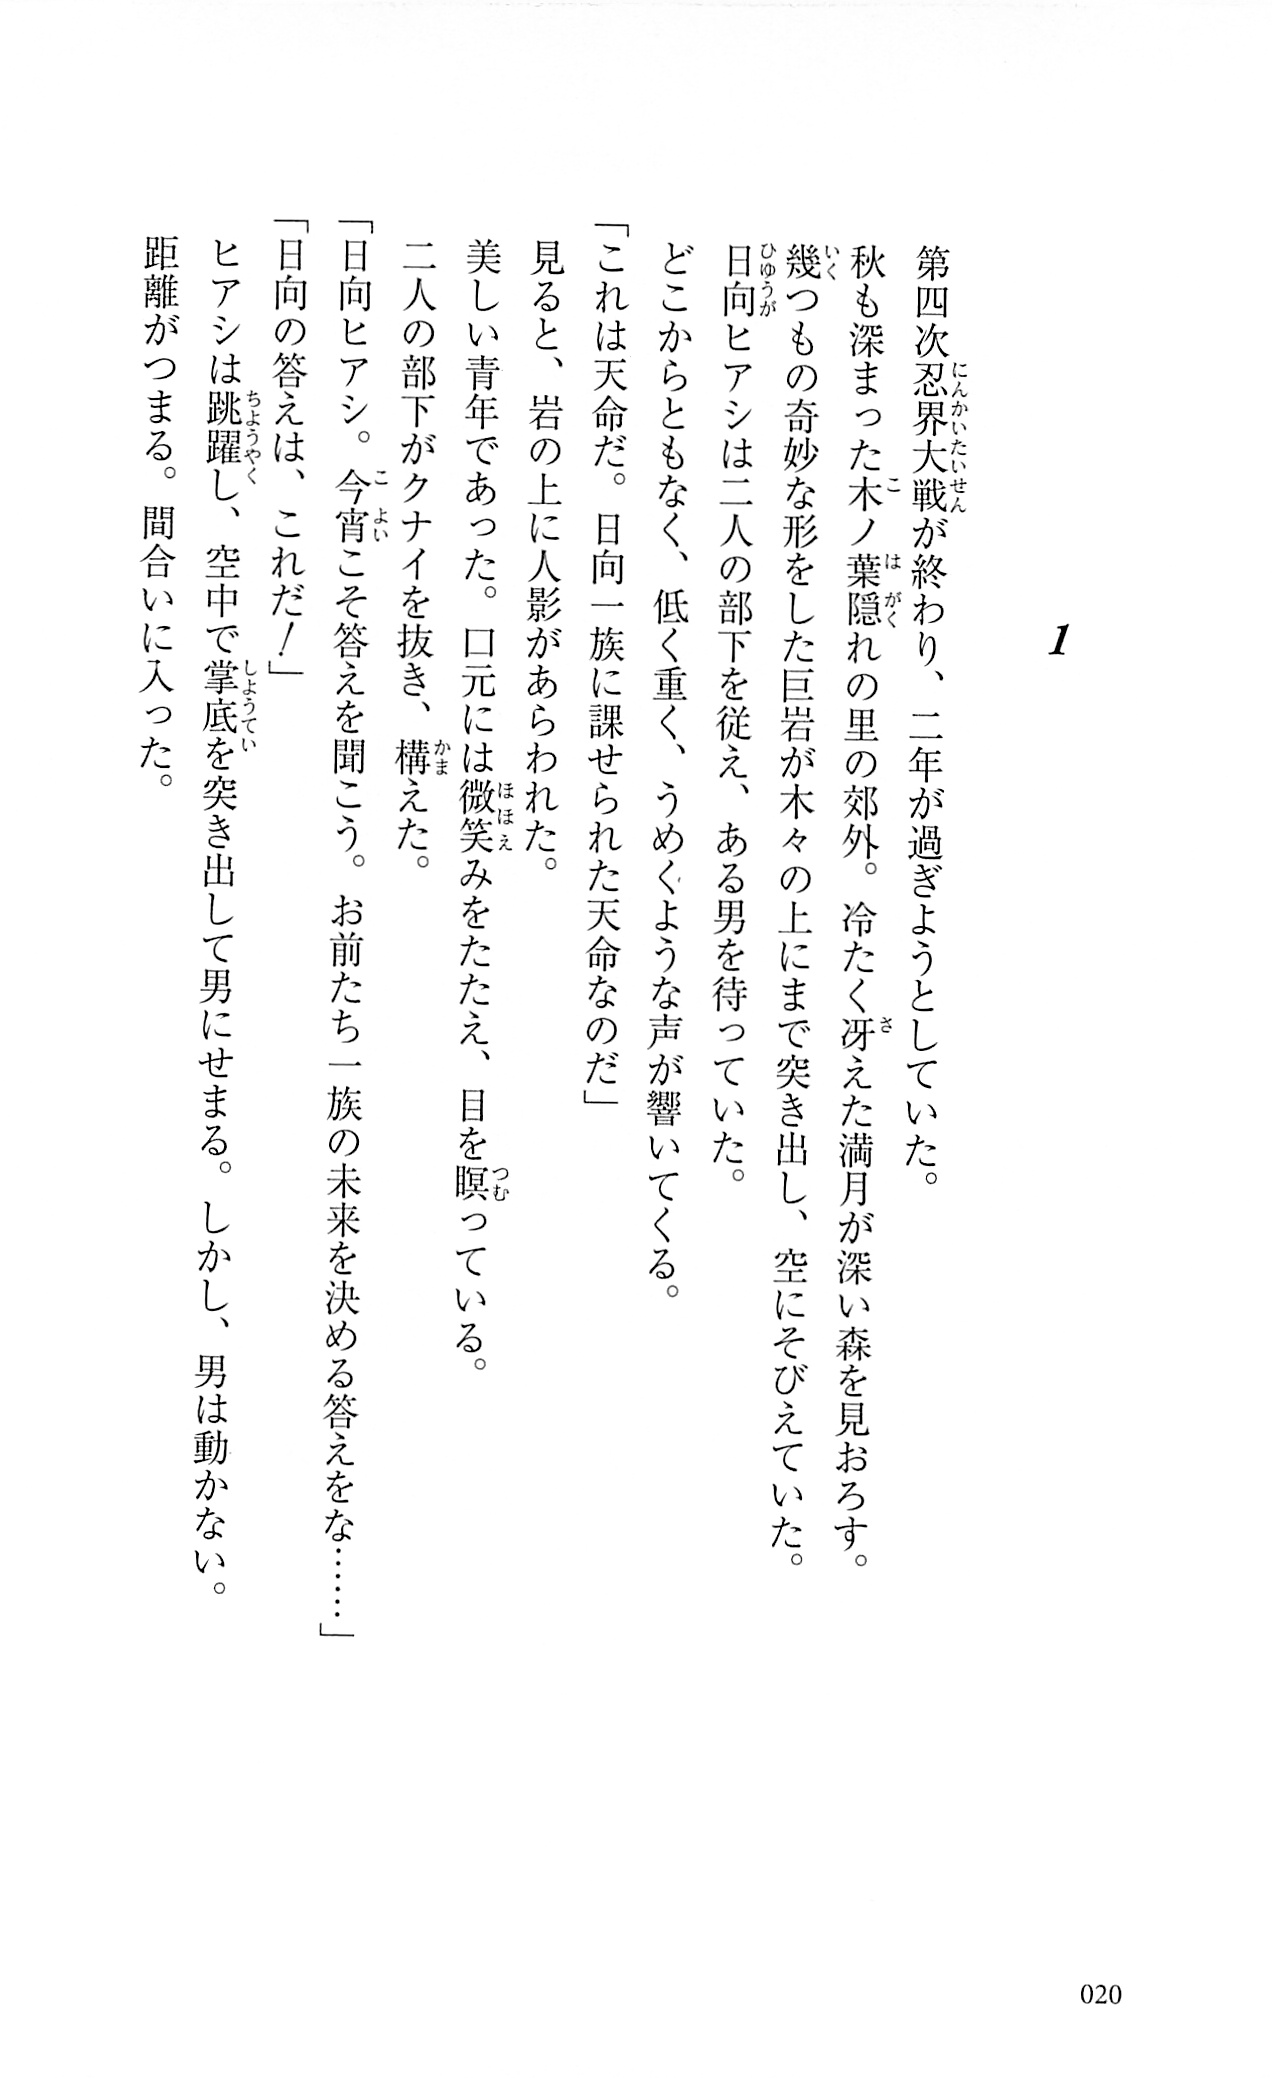 1
第四次忍界大戦が終わり、二年が過ぎようとしていた。
秋も深まった木ノ葉隠れの里の郊外。冷たく冴えた満月が深い森を見おろす。
幾つもの奇妙な形をした巨岩が木々の上にまで突き出し、空にそびえていた。
日向ヒアシは二人の部下を従え、ある男を待っていた。
どこからともなく、低く重く、うめくような声が響いてくる。
「これは天命だ。日向一族に課せられた天命なのだ」
見ると、岩の上に人影があらわれた。
美しい青年であった。口元には微笑みをたたえ、目を瞑っている。
二人の部下がクナイを抜き、構えた。
「日向ヒアシ。今宵こそ答えを聞こう。お前たち一族の未来を決める答えをな……」
「日向の答えは、これだ！」
ヒアシは跳躍し、空中で掌底を突き出して男にせまる。しかし、男は動かない。
距離がつまる。間合いに入った。
020